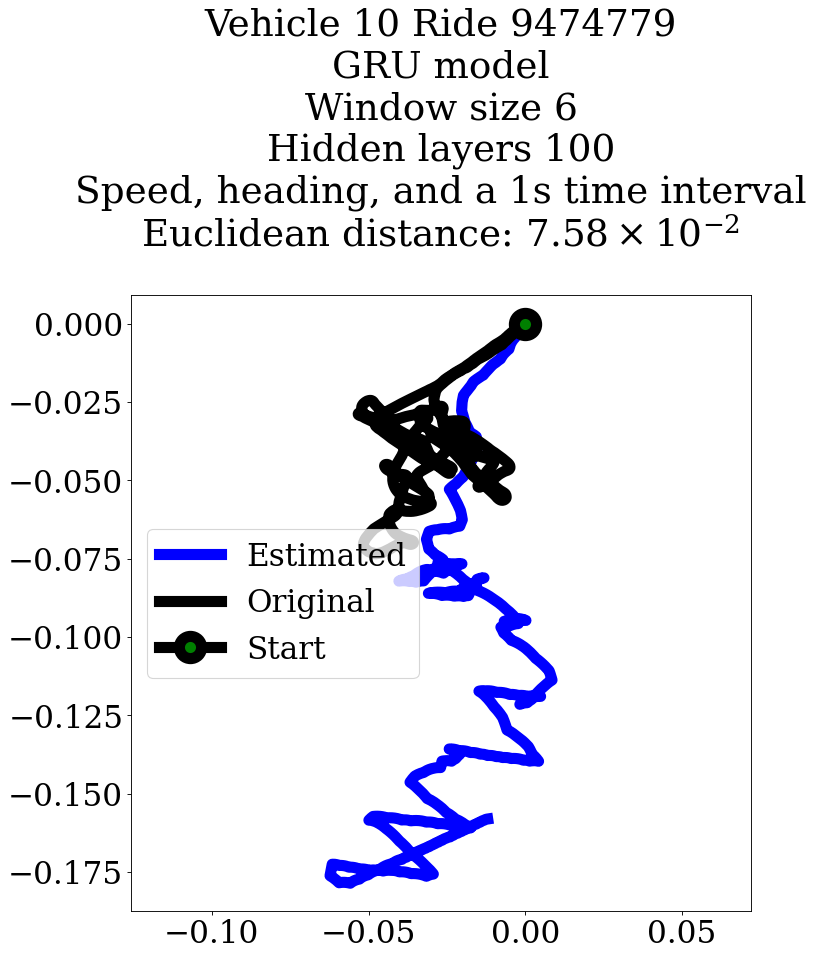 Vehicle 10 Ride 9474779
GRU model
Window size 6
Hidden layers 100
Speed, heading, and a 1s time interval
Euclidean distance: 7.58 × 10⁻²
0.000
−0.025
−0.050
−0.075
−0.100
−0.125
−0.150
−0.175
Estimated
Original
Start
−0.10
−0.05
0.00
0.05